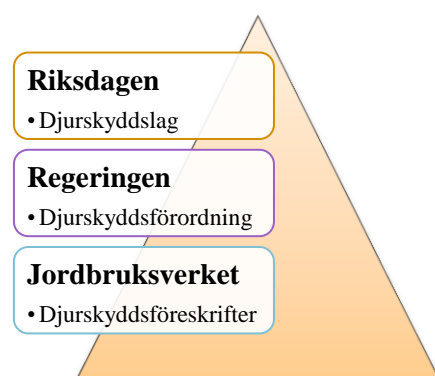 Riksdagen
• Djurskyddslag
Regeringen
• Djurskyddsförordning
Jordbruksverket
• Djurskyddsföreskrifter